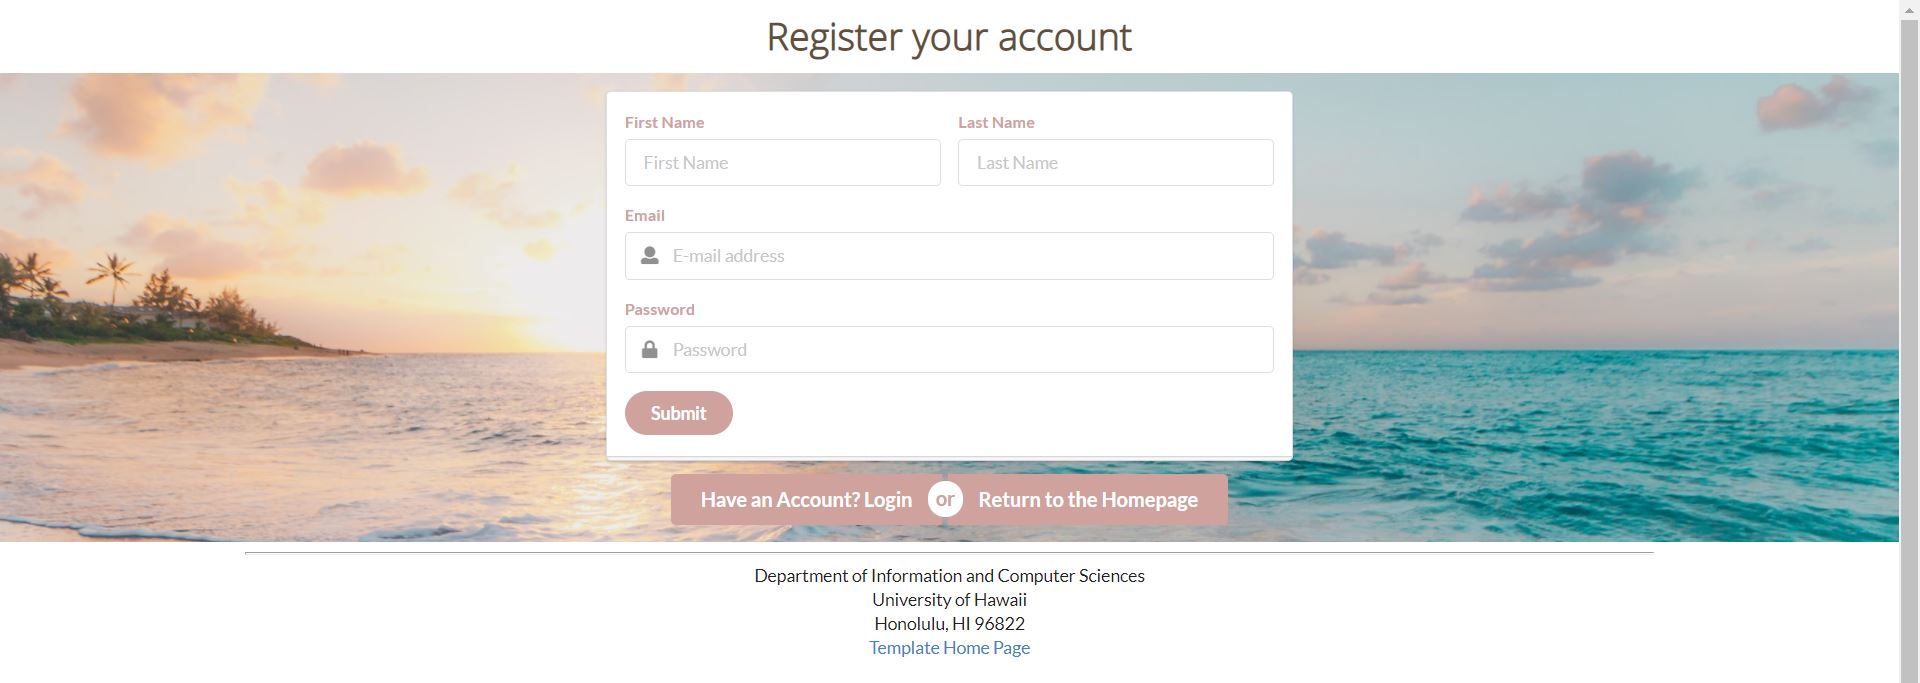 Register your account
First Name Last Name
First Name Last Name
Email
E-mail address
Password
Password
Submit
Have an Account? Login or Return to the Homepage
Department of Information and Computer Sciences
University of Hawaii
Honolulu, HI 96822
Template Home Page